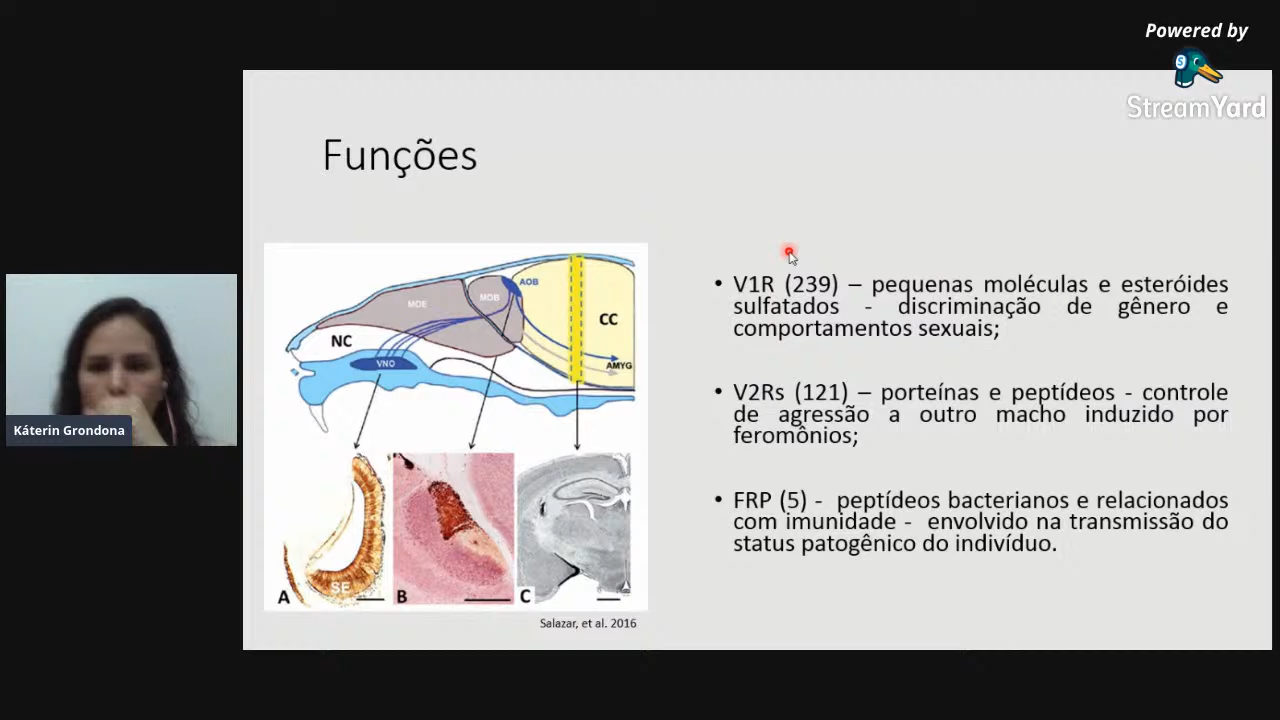 Powered by
StreamYard
Funções
MOE
MOB
AOB
CC
NC
VNO
AMYG
SE
A
B
C
Salazar, et al. 2016
• V1R (239) – pequenas moléculas e esteróides
sulfatados - discriminação de gênero e
comportamentos sexuais;
• V2Rs (121) – porteínas e peptídeos - controle
de agressão a outro macho induzido por
feromônios;
• FRP (5) - peptídeos bacterianos e relacionados
com imunidade - envolvido na transmissão do
status patogênico do indivíduo.
Káterin Grondona